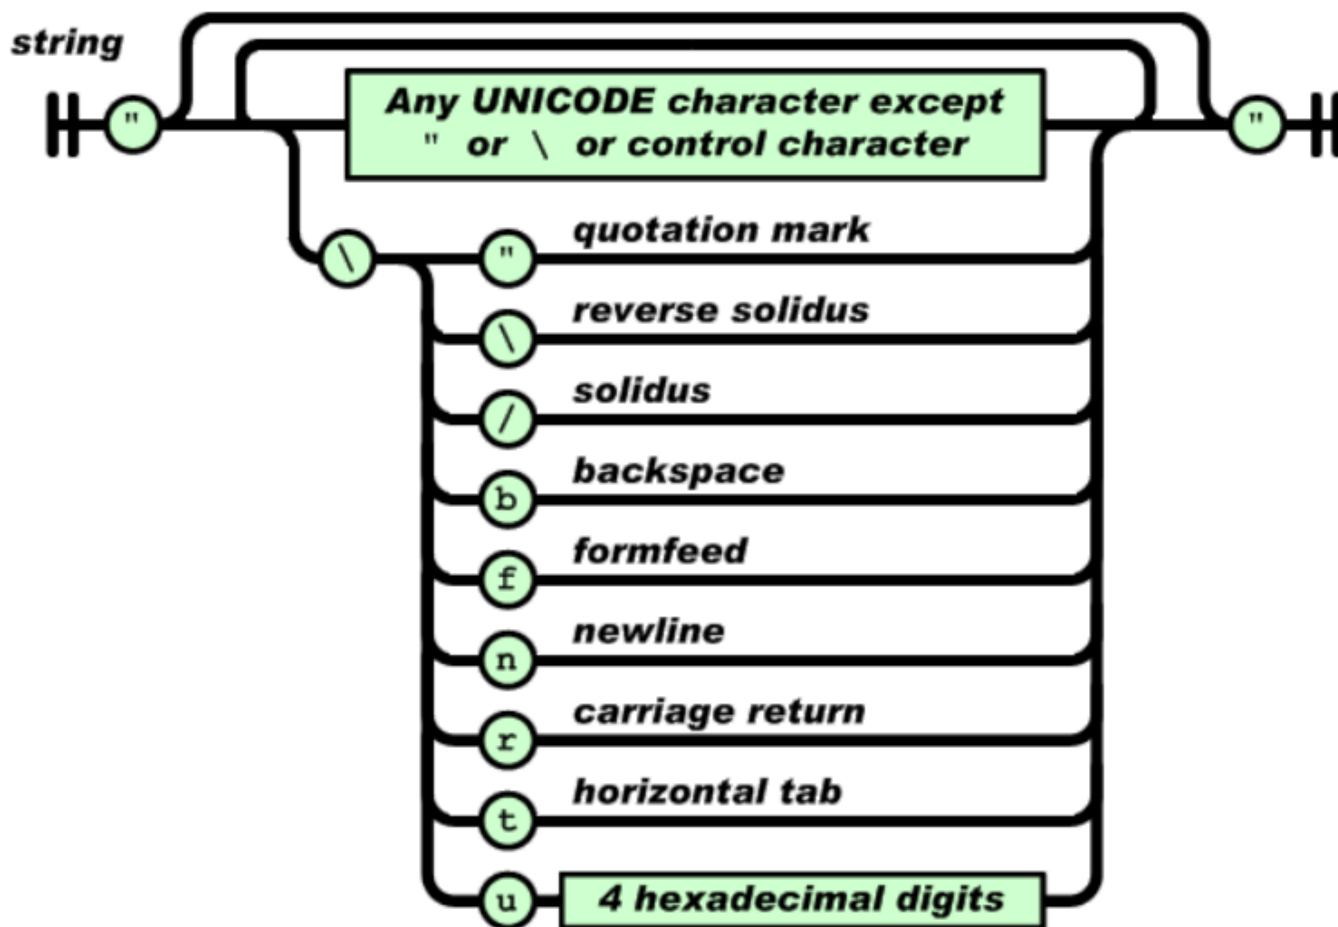 string
"
Any UNICODE character except
" or \ or control character
"
\
" quotation mark
\ reverse solidus
/ solidus
b backspace
f formfeed
n newline
r carriage return
t horizontal tab
u 4 hexadecimal digits